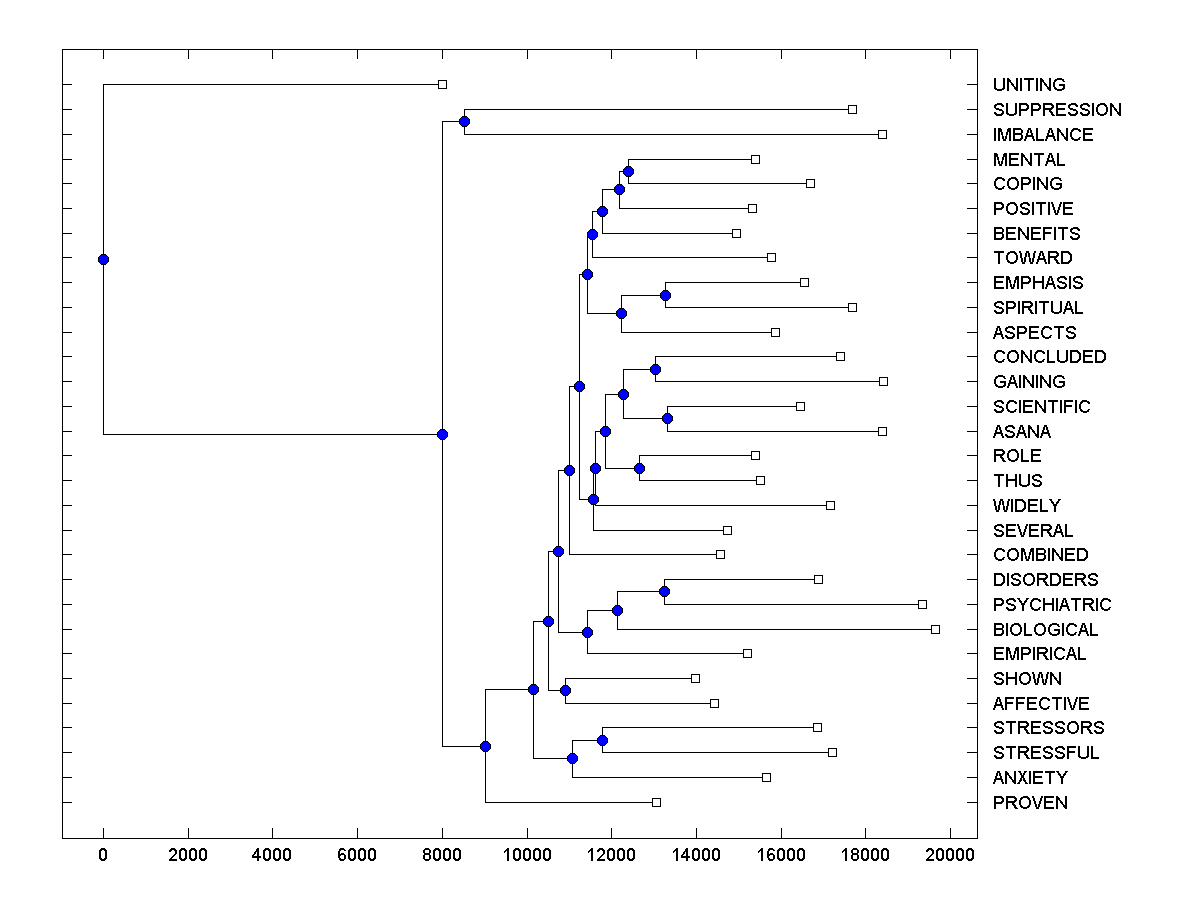 UNITING
SUPPRESSION
IMBALANCE
MENTAL
COPING
POSITIVE
BENEFITS
TOWARD
EMPHASIS
SPIRITUAL
ASPECTS
CONCLUDED
GAINING
SCIENTIFIC
ASANA
ROLE
THUS
WIDELY
SEVERAL
COMBINED
DISORDERS
PSYCHIATRIC
BIOLOGICAL
EMPIRICAL
SHOWN
AFFECTIVE
STRESSORS
STRESSFUL
ANXIETY
PROVEN
0 2000 4000 6000 8000 10000 12000 14000 16000 18000 20000